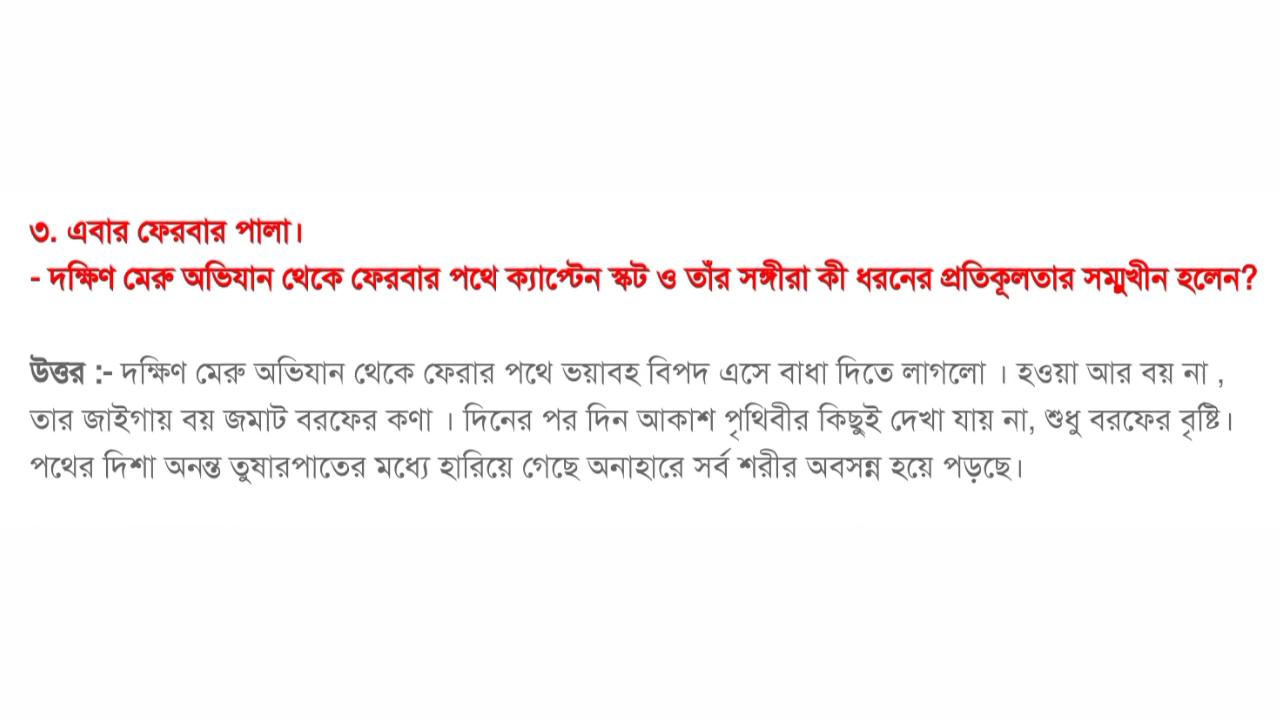 ৩. এবার ফেরবার পালা।
- দক্ষিণ মেরু অভিযান থেকে ফেরবার পথে ক্যাপ্টেন স্কট ও তাঁর সঙ্গীরা কী ধরনের প্রতিকূলতার সম্মুখীন হলেন?
উত্তর :- দক্ষিণ মেরু অভিযান থেকে ফেরার পথে ভয়াবহ বিপদ এসে বাধা দিতে লাগলো । হওয়া আর বয় না ,
তার জাইগায় বয় জমাট বরফের কণা । দিনের পর দিন আকাশ পৃথিবীর কিছুই দেখা যায় না, শুধু বরফের বৃষ্টি।
পথের দিশা অনন্ত তুষারপাতের মধ্যে হারিয়ে গেছে অনাহারে সর্ব শরীর অবসন্ন হয়ে পড়ছে।